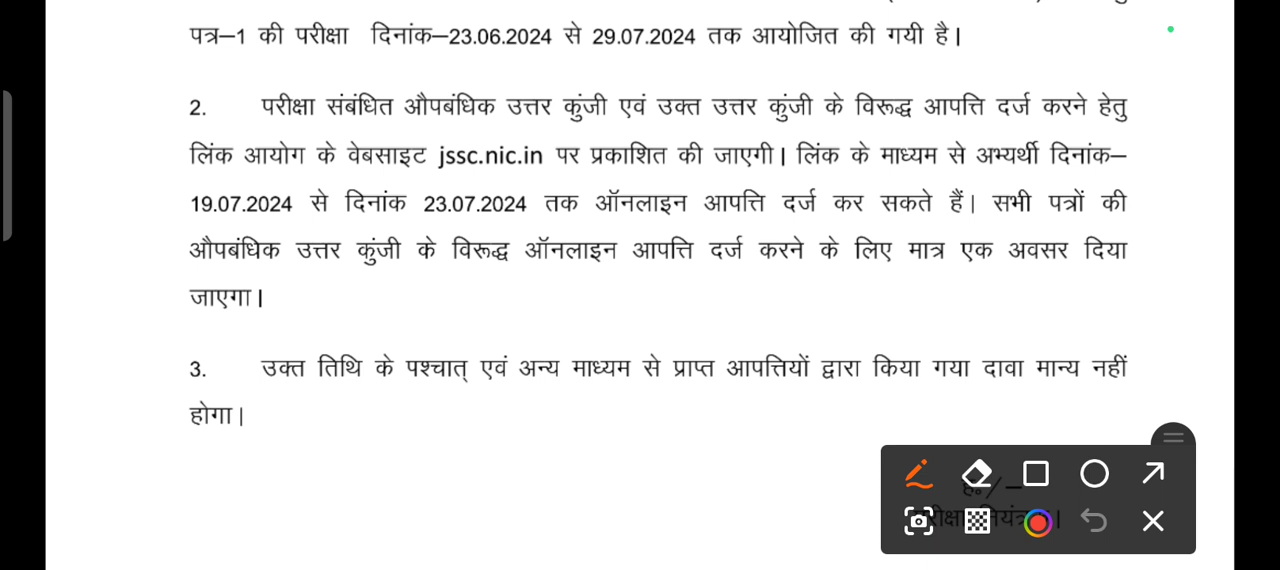 पत्र–1 की परीक्षा दिनांक–23.06.2024 से 29.07.2024 तक आयोजित की गयी है।
2. परीक्षा संबंधित औपबंधिक उत्तर कुंजी एवं उक्त उत्तर कुंजी के विरूद्ध आपत्ति दर्ज करने हेतु
लिंक आयोग के वेबसाइट jssc.nic.in पर प्रकाशित की जाएगी। लिंक के माध्यम से अभ्यर्थी दिनांक–
19.07.2024 से दिनांक 23.07.2024 तक ऑनलाइन आपत्ति दर्ज कर सकते हैं। सभी पत्रों की
औपबंधिक उत्तर कुंजी के विरूद्ध ऑनलाइन आपत्ति दर्ज करने के लिए मात्र एक अवसर दिया
जाएगा।
3. उक्त तिथि के पश्चात् एवं अन्य माध्यम से प्राप्त आपत्तियों द्वारा किया गया दावा मान्य नहीं
होगा।